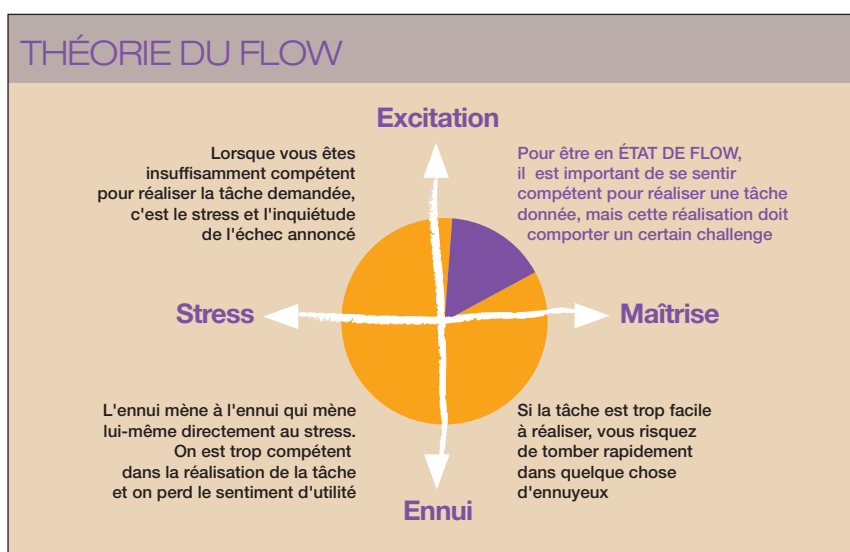 THÉORIE DU FLOW
Excitation
Lorsque vous êtes
insuffisamment compétent
pour réaliser la tâche demandée,
c'est le stress et l'inquiétude
de l'échec annoncé
Pour être en ÉTAT DE FLOW,
il est important de se sentir
compétent pour réaliser une tâche
donnée, mais cette réalisation doit
comporter un certain challenge
Stress
Maîtrise
L'ennui mène à l'ennui qui mène
lui-même directement au stress.
On est trop compétent
dans la réalisation de la tâche
et on perd le sentiment d'utilité
Si la tâche est trop facile
à réaliser, vous risquez
de tomber rapidement
dans quelque chose
d'ennuyeux
Ennui